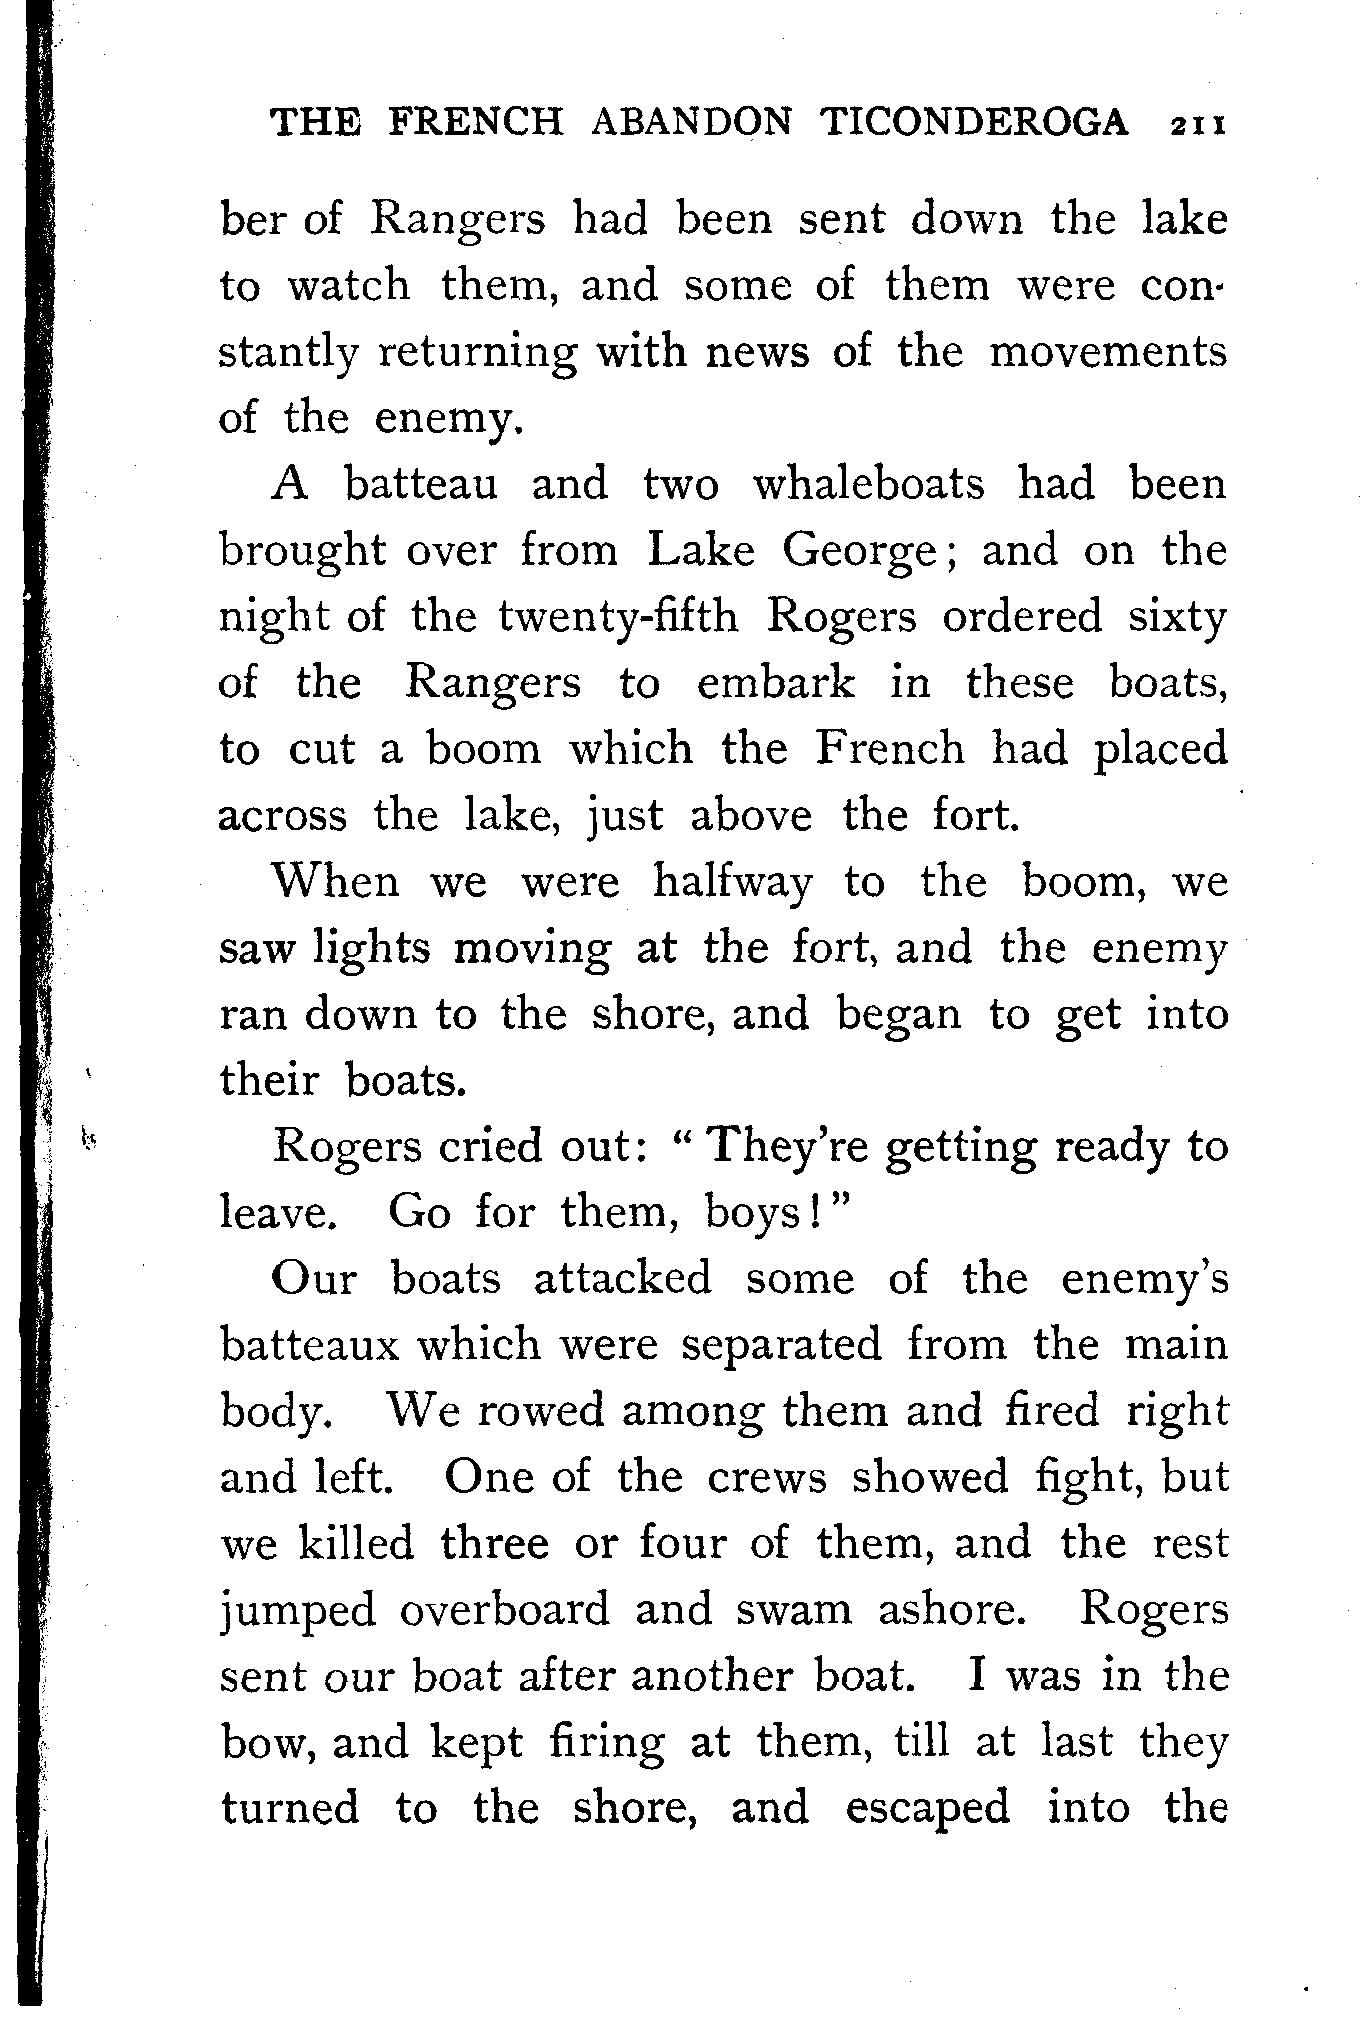 THE FRENCH ABANDON TICONDEROGA 211
ber of Rangers had been sent down the lake
to watch them, and some of them were con-
stantly returning with news of the movements
of the enemy.
A batteau and two whaleboats had been
brought over from Lake George; and on the
night of the twenty-fifth Rogers ordered sixty
of the Rangers to embark in these boats,
to cut a boom which the French had placed
across the lake, just above the fort.
When we were halfway to the boom, we
saw lights moving at the fort, and the enemy
ran down to the shore, and began to get into
their boats.
Rogers cried out: “They’re getting ready to
leave. Go for them, boys!”
Our boats attacked some of the enemy’s
batteaux which were separated from the main
body. We rowed among them and fired right
and left. One of the crews showed fight, but
we killed three or four of them, and the rest
jumped overboard and swam ashore. Rogers
sent our boat after another boat. I was in the
bow, and kept firing at them, till at last they
turned to the shore, and escaped into the